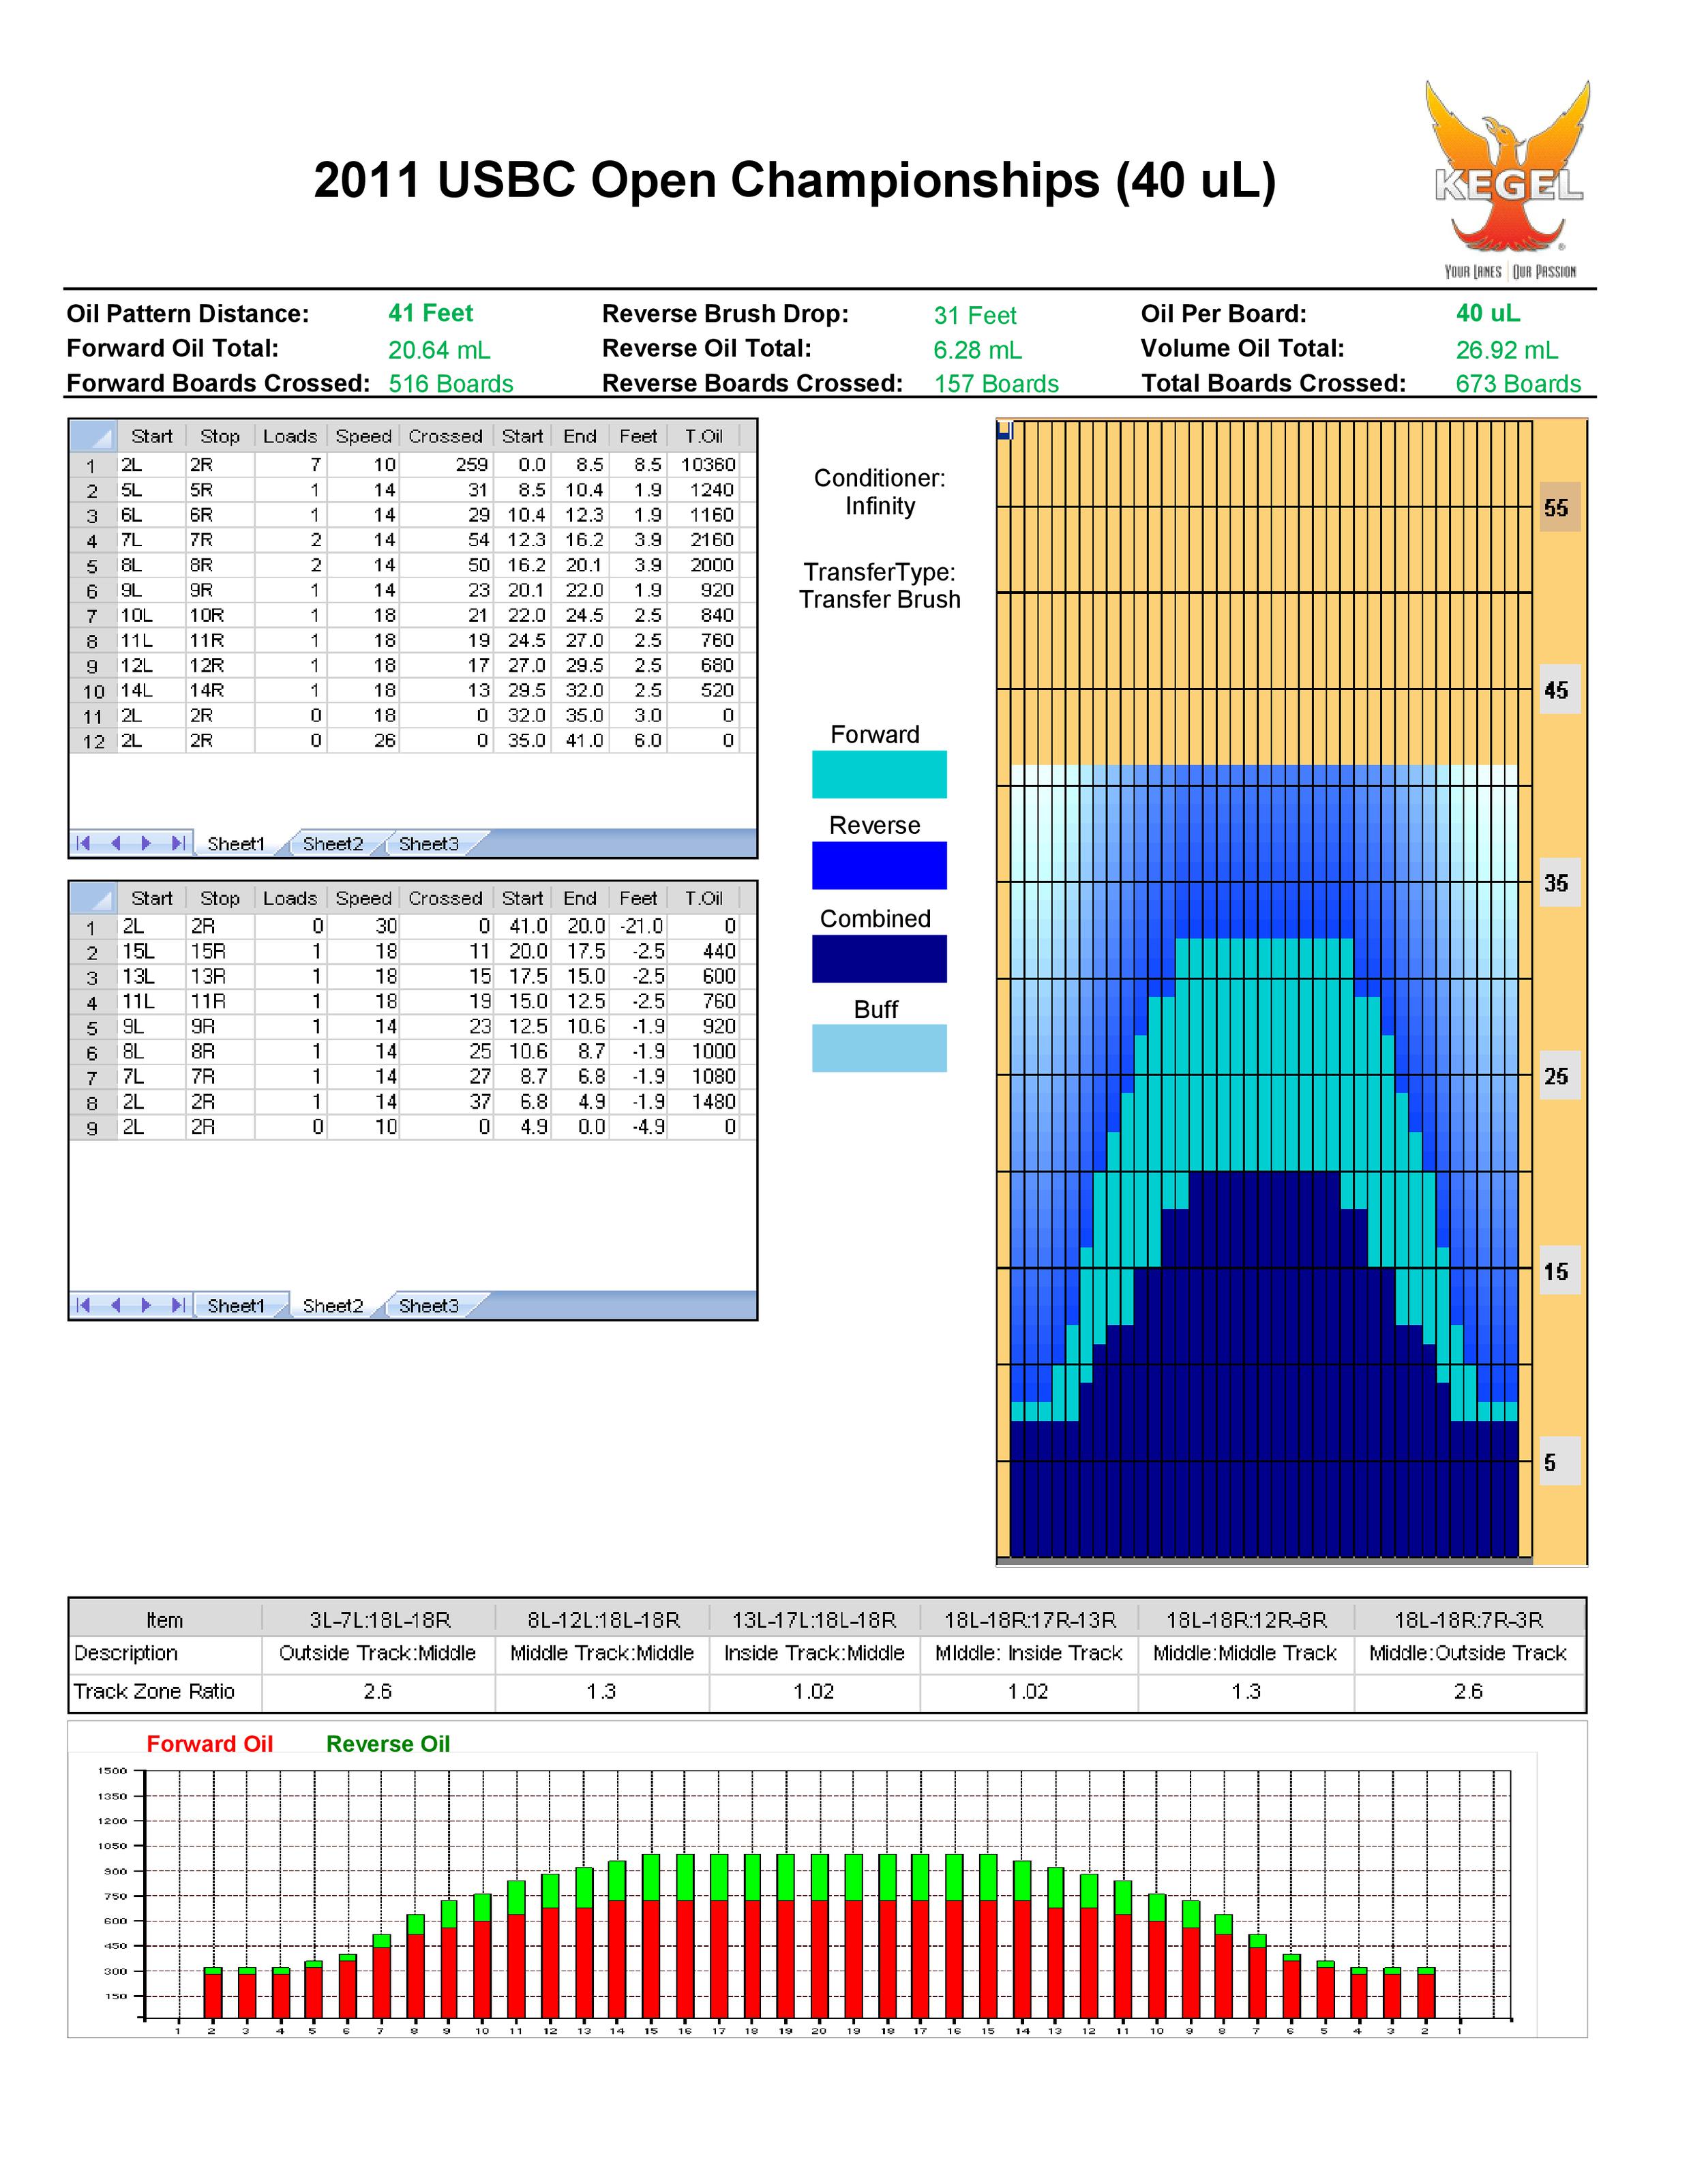 2011 USBC Open Championships (40 uL)
KEGEL
®
YOUR LANES | OUR PASSION
Oil Pattern Distance: 41 Feet Reverse Brush Drop: 31 Feet Oil Per Board: 40 uL
Forward Oil Total: 20.64 mL Reverse Oil Total: 6.28 mL Volume Oil Total: 26.92 mL
Forward Boards Crossed: 516 Boards Reverse Boards Crossed: 157 Boards Total Boards Crossed: 673 Boards
Start Stop Loads Speed Crossed Start End Feet T.Oil
1 2L 2R 7 10 259 0.0 8.5 8.5 10360
2 5L 5R 1 14 31 8.5 10.4 1.9 1240
3 6L 6R 1 14 29 10.4 12.3 1.9 1160
4 7L 7R 2 14 54 12.3 16.2 3.9 2160
5 8L 8R 2 14 50 16.2 20.1 3.9 2000
6 9L 9R 1 14 23 20.1 22.0 1.9 920
7 10L 10R 1 18 21 22.0 24.5 2.5 840
8 11L 11R 1 18 19 24.5 27.0 2.5 760
9 12L 12R 1 18 17 27.0 29.5 2.5 680
10 14L 14R 1 18 13 29.5 32.0 2.5 520
11 2L 2R 0 18 0 32.0 35.0 3.0 0
12 2L 2R 0 26 0 35.0 41.0 6.0 0
Sheet1 Sheet2 Sheet3
Start Stop Loads Speed Crossed Start End Feet T.Oil
1 2L 2R 0 30 0 41.0 20.0 -21.0 0
2 15L 15R 1 18 11 20.0 17.5 -2.5 440
3 13L 13R 1 18 15 17.5 15.0 -2.5 600
4 11L 11R 1 18 19 15.0 12.5 -2.5 760
5 9L 9R 1 14 23 12.5 10.6 -1.9 920
6 8L 8R 1 14 25 10.6 8.7 -1.9 1000
7 7L 7R 1 14 27 8.7 6.8 -1.9 1080
8 2L 2R 1 14 37 6.8 4.9 -1.9 1480
9 2L 2R 0 10 0 4.9 0.0 -4.9 0
Sheet1 Sheet2 Sheet3
Conditioner:
Infinity
TransferType:
Transfer Brush
Forward
Reverse
Combined
Buff
55
45
35
25
15
5
Item 3L-7L:18L-18R 8L-12L:18L-18R 13L-17L:18L-18R 18L-18R:17R-13R 18L-18R:12R-8R 18L-18R:7R-3R
Description Outside Track:Middle Middle Track:Middle Inside Track:Middle MIddle: Inside Track Middle:Middle Track Middle:Outside Track
Track Zone Ratio 2.6 1.3 1.02 1.02 1.3 2.6
Forward Oil Reverse Oil
1500
1350
1200
1050
900
750
600
450
300
150
1 2 3 4 5 6 7 8 9 10 11 12 13 14 15 16 17 18 19 20 19 18 17 16 15 14 13 12 11 10 9 8 7 6 5 4 3 2 1